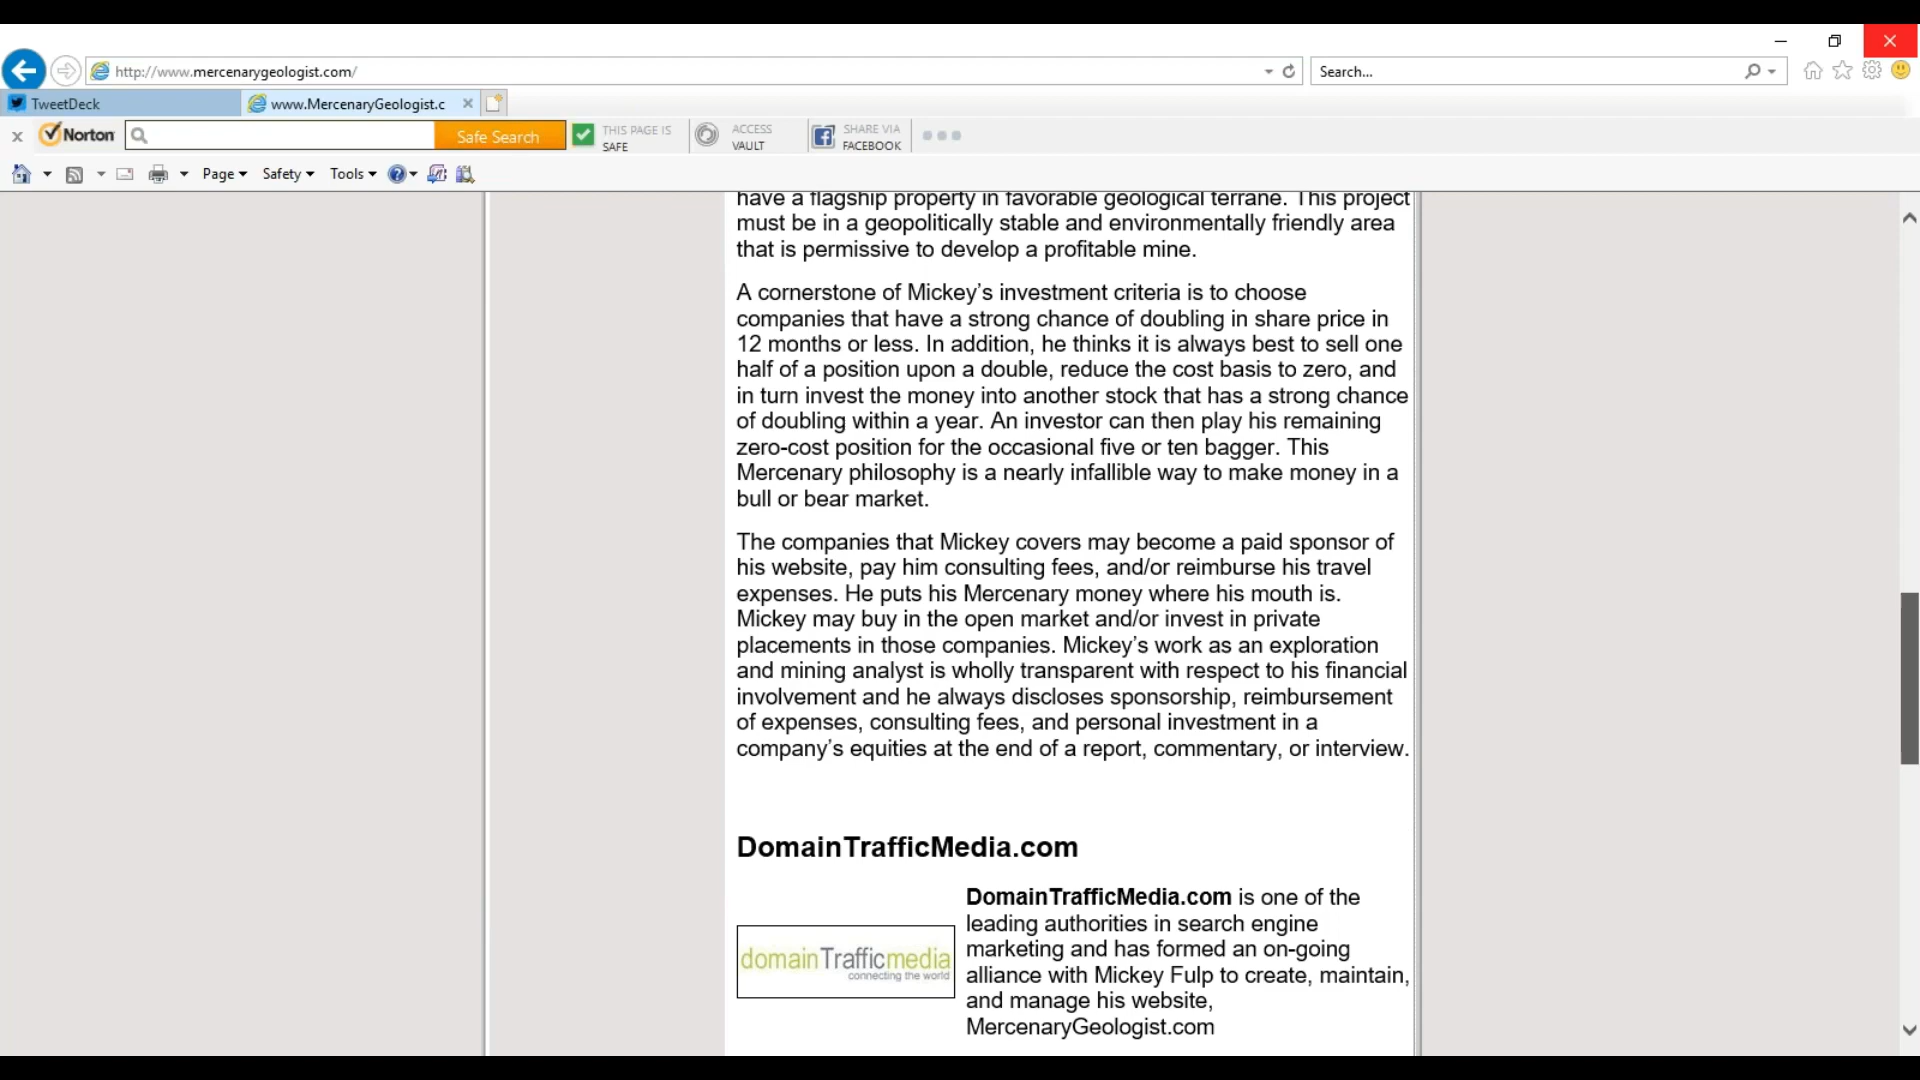 http://www.mercenarygeologist.com/
Search...
TweetDeck
www.MercenaryGeologist.c
Norton
Safe Search
THIS PAGE IS
SAFE
ACCESS
VAULT
SHARE VIA
FACEBOOK
Page
Safety
Tools
have a flagship property in favorable geological terrane. This project
must be in a geopolitically stable and environmentally friendly area
that is permissive to develop a profitable mine.
A cornerstone of Mickey’s investment criteria is to choose
companies that have a strong chance of doubling in share price in
12 months or less. In addition, he thinks it is always best to sell one
half of a position upon a double, reduce the cost basis to zero, and
in turn invest the money into another stock that has a strong chance
of doubling within a year. An investor can then play his remaining
zero-cost position for the occasional five or ten bagger. This
Mercenary philosophy is a nearly infallible way to make money in a
bull or bear market.
The companies that Mickey covers may become a paid sponsor of
his website, pay him consulting fees, and/or reimburse his travel
expenses. He puts his Mercenary money where his mouth is.
Mickey may buy in the open market and/or invest in private
placements in those companies. Mickey’s work as an exploration
and mining analyst is wholly transparent with respect to his financial
involvement and he always discloses sponsorship, reimbursement
of expenses, consulting fees, and personal investment in a
company’s equities at the end of a report, commentary, or interview.
DomainTrafficMedia.com
domainTrafficmedia
connecting the world
DomainTrafficMedia.com is one of the
leading authorities in search engine
marketing and has formed an on-going
alliance with Mickey Fulp to create, maintain,
and manage his website,
MercenaryGeologist.com